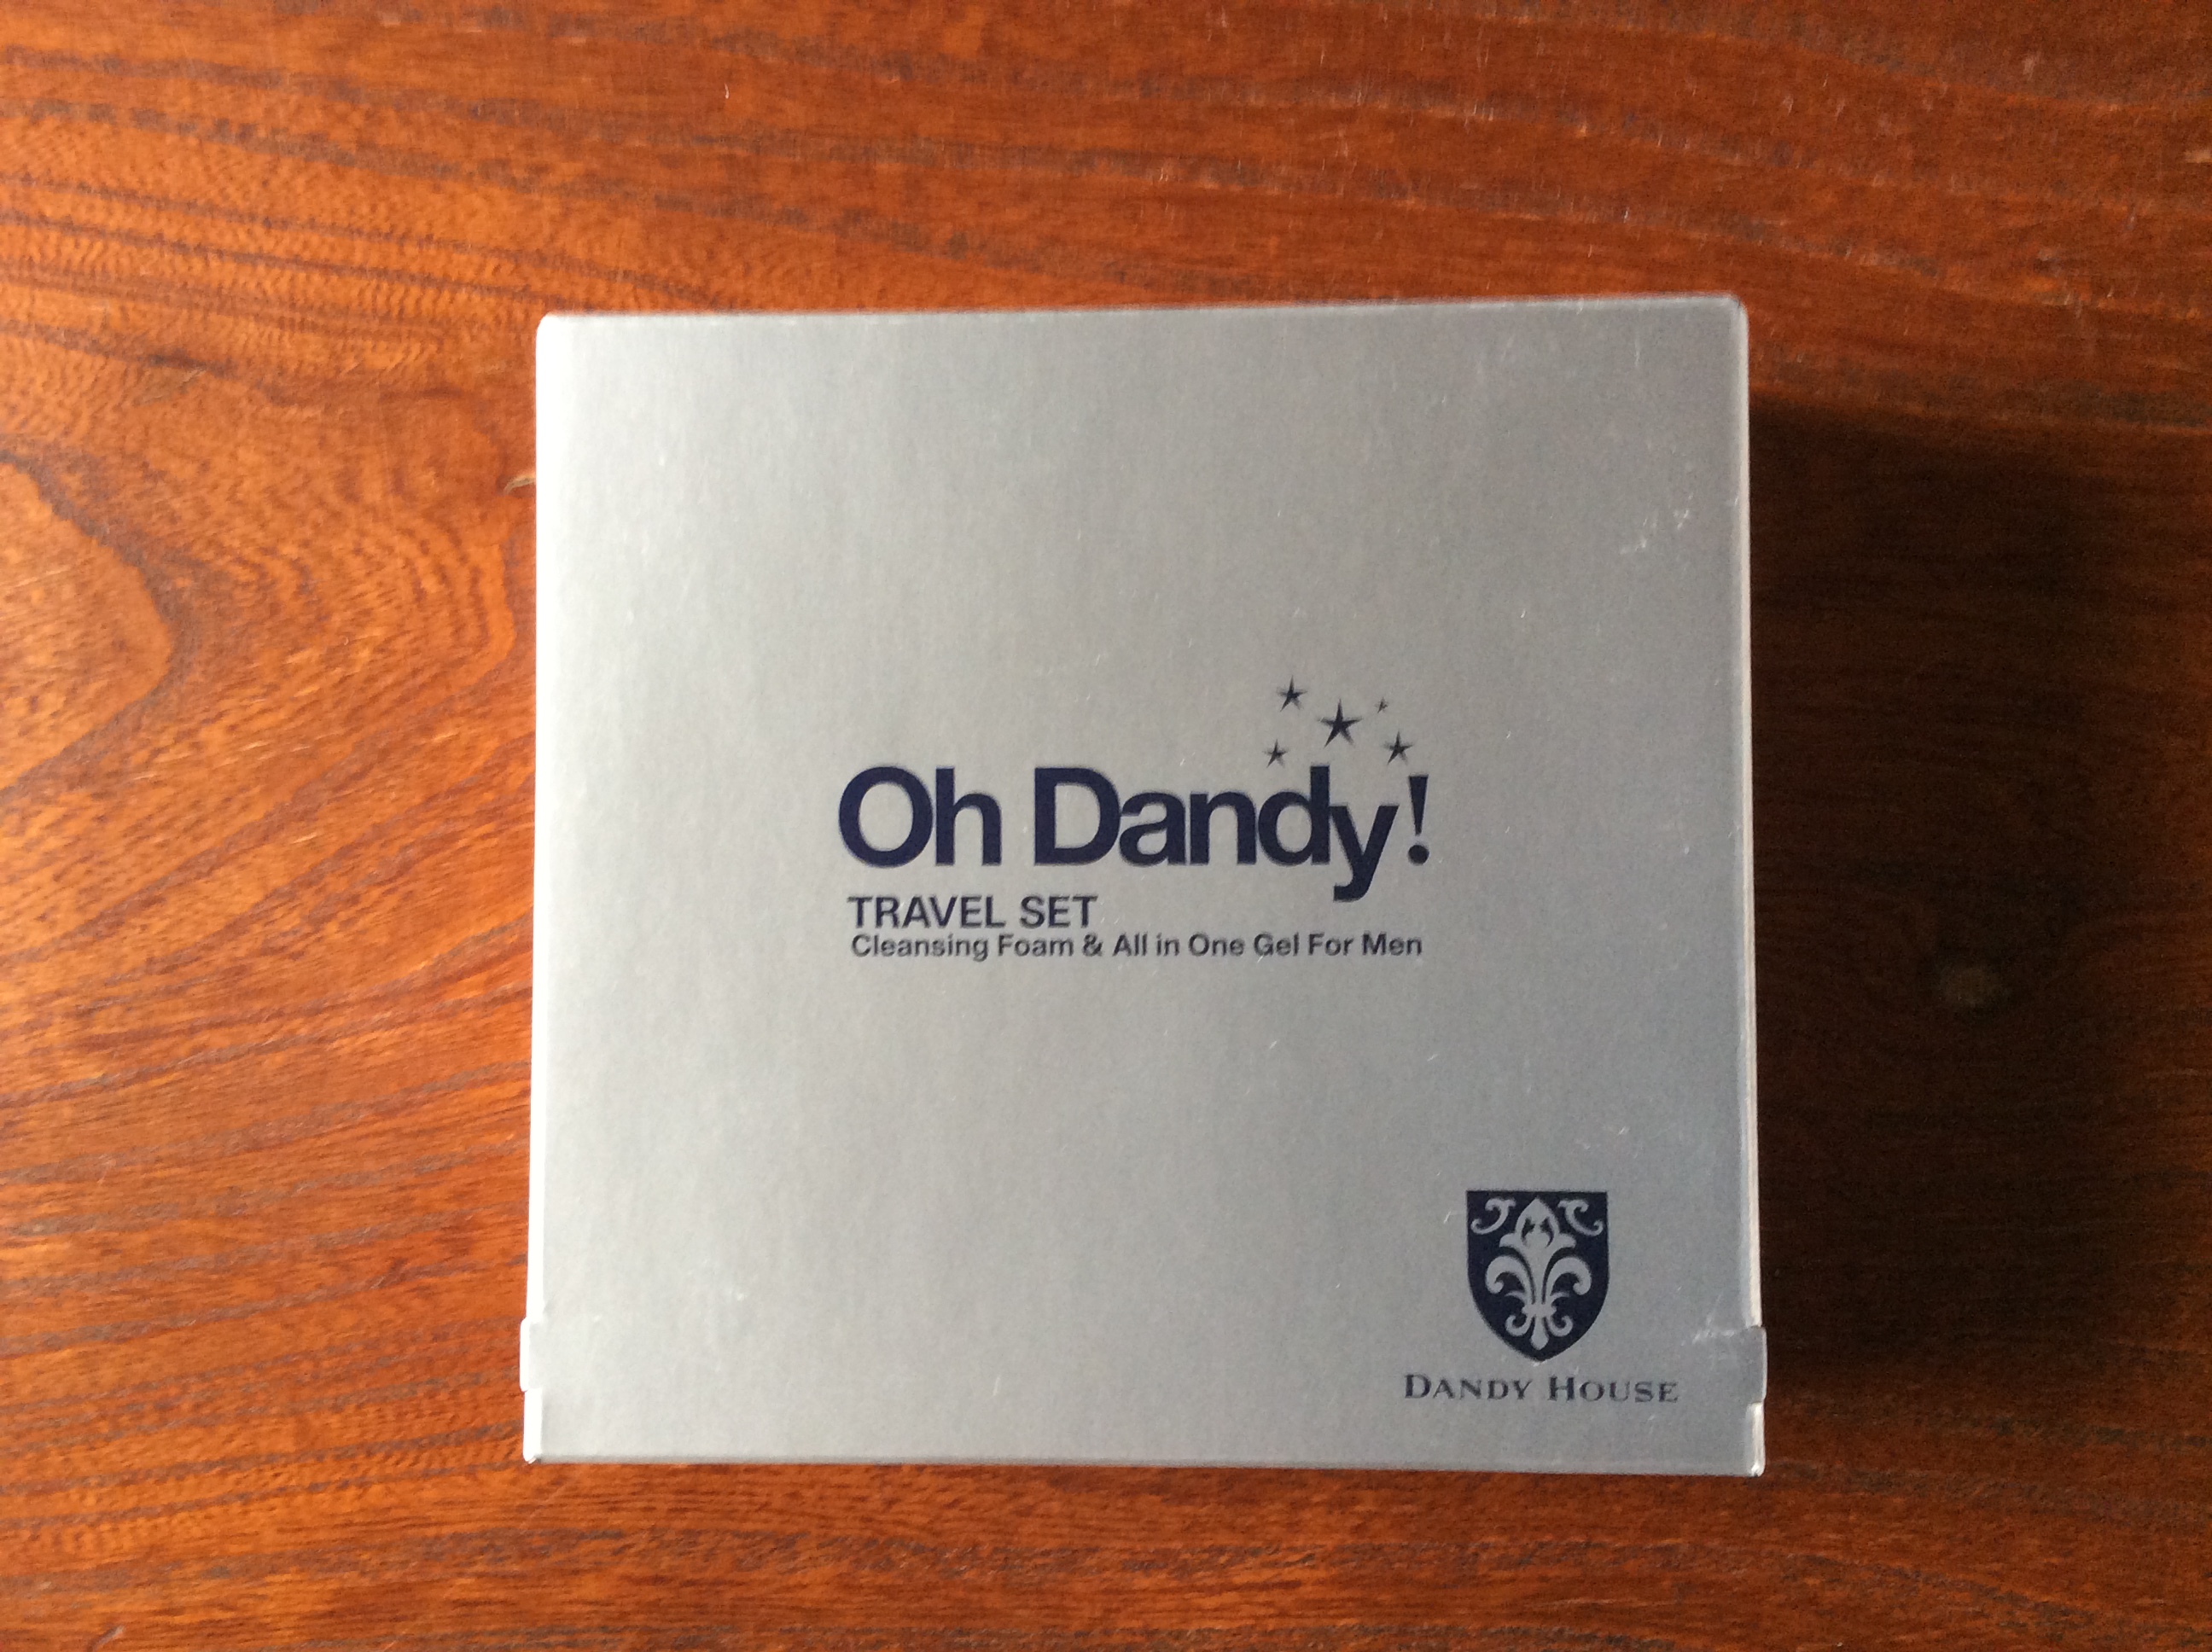 Oh Dandy!
TRAVEL SET
Cleansing Foam & All in One Gel For Men
DANDY HOUSE